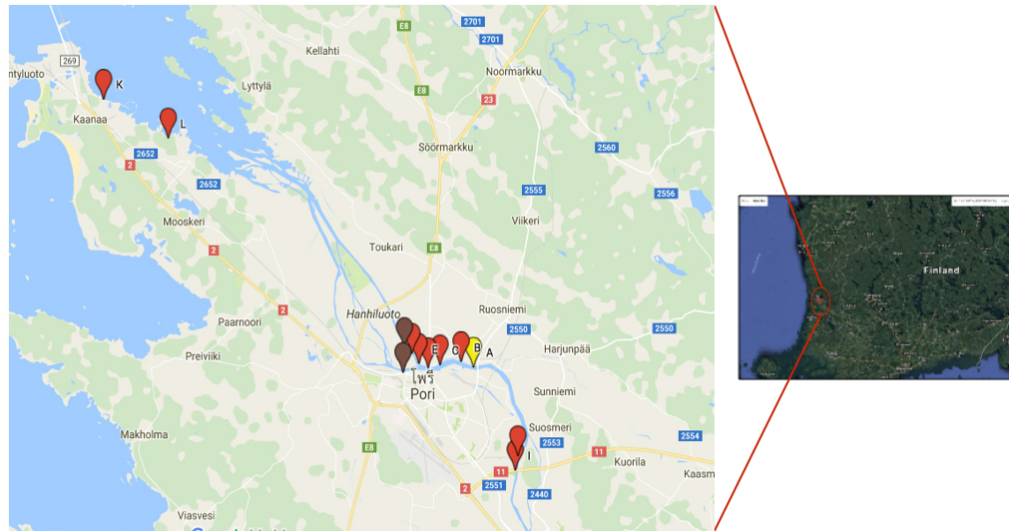 2701
E8
2701
Kellahti
Noormarkku
269
K
ntyluoto
Lyttylä
E8
23
Kaanaa
L
Söörmarkku
2652
2560
2
2652
2555
2556
Viikeri
Mooskeri
Toukari
E8
2
Finland
Paarnoori
2
Hanhiluoto
Ruosniemi
2550
2550
Preiviiki
E
C
B
A
Harjunpää
โพรี
Pori
Sunniemi
Makholma
Suosmeri
E8
2553
2554
I
11
Kuorila
11
Kaasm
2
2551
2440
Viasvesi